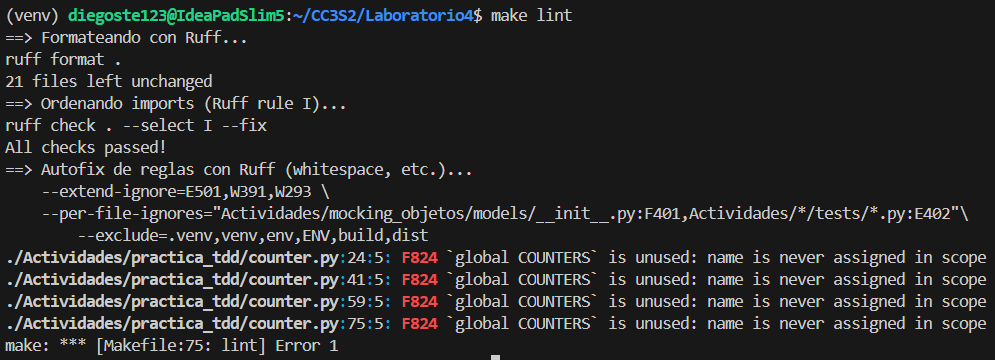 (venv) diegoste123@IdeaPadSlim5:~/CC3S2/Laboratorio4$ make lint
==> Formateando con Ruff...
ruff format .
21 files left unchanged
==> Ordenando imports (Ruff rule I)...
ruff check . --select I --fix
All checks passed!
==> Autofix de reglas con Ruff (whitespace, etc.)...
    --extend-ignore=E501,W391,W293 \
    --per-file-ignores="Actividades/mocking_objetos/models/__init__.py:F401,Actividades/*/tests/*.py:E402"\
        --exclude=.venv,venv,env,ENV,build,dist
./Actividades/practica_tdd/counter.py:24:5: F824 `global COUNTERS` is unused: name is never assigned in scope
./Actividades/practica_tdd/counter.py:41:5: F824 `global COUNTERS` is unused: name is never assigned in scope
./Actividades/practica_tdd/counter.py:59:5: F824 `global COUNTERS` is unused: name is never assigned in scope
./Actividades/practica_tdd/counter.py:75:5: F824 `global COUNTERS` is unused: name is never assigned in scope
make: *** [Makefile:75: lint] Error 1